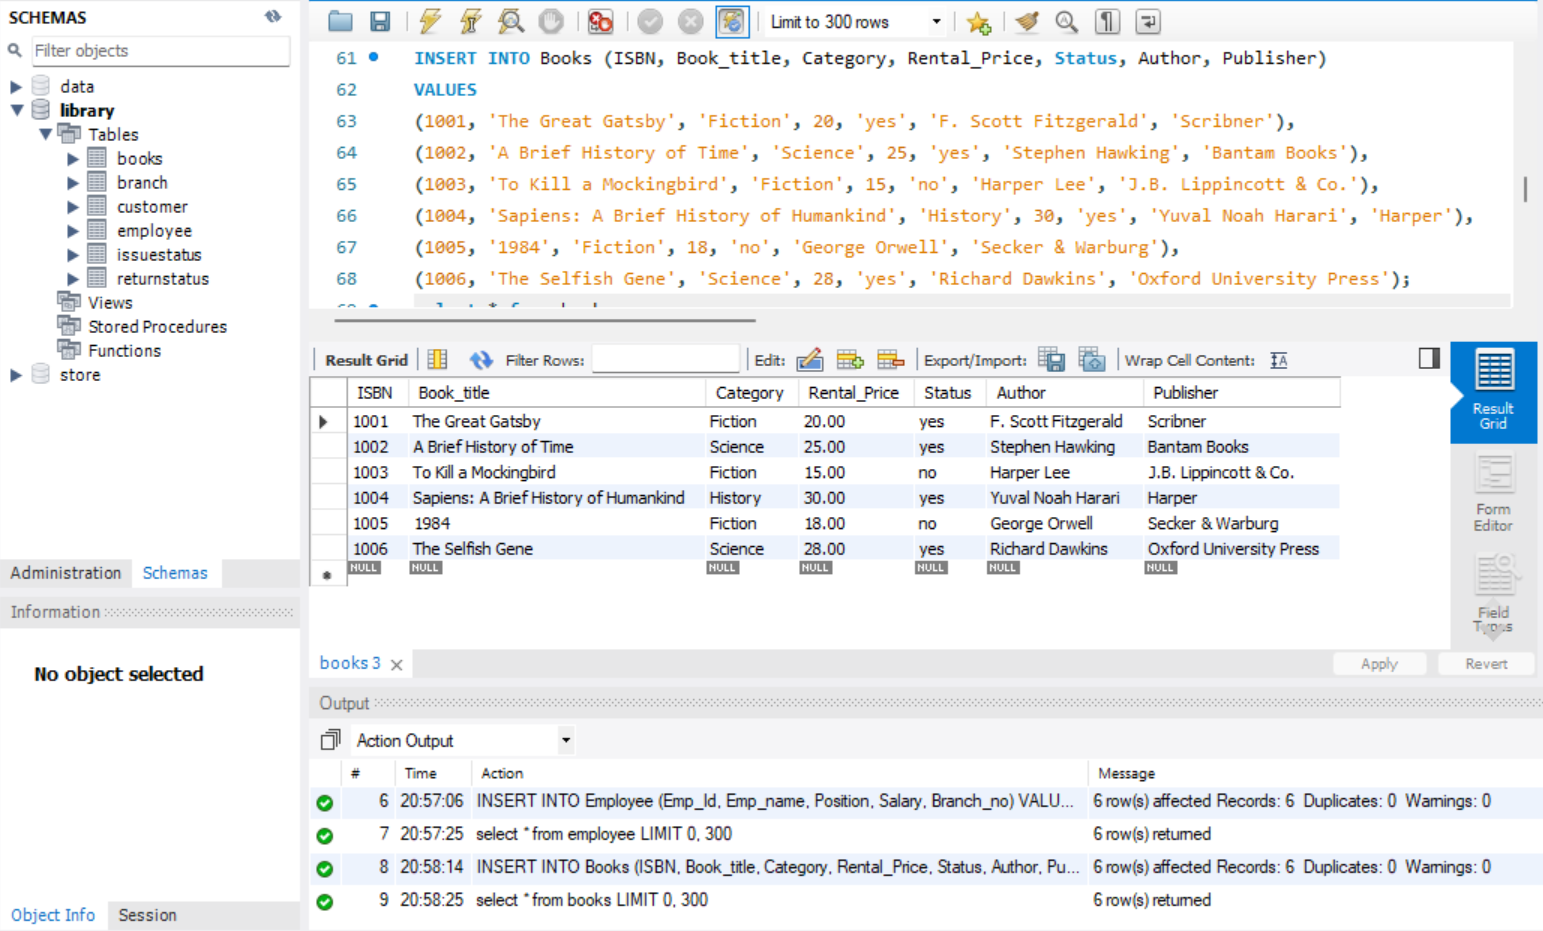 SCHEMAS
Filter objects
data
library
Tables
books
branch
customer
employee
issuestatus
returnstatus
Views
Stored Procedures
Functions
store
Administration Schemas
Information
No object selected
Object Info Session
Limit to 300 rows
61 INSERT INTO Books (ISBN, Book_title, Category, Rental_Price, Status, Author, Publisher)
62 VALUES
63 (1001, 'The Great Gatsby', 'Fiction', 20, 'yes', 'F. Scott Fitzgerald', 'Scribner'),
64 (1002, 'A Brief History of Time', 'Science', 25, 'yes', 'Stephen Hawking', 'Bantam Books'),
65 (1003, 'To Kill a Mockingbird', 'Fiction', 15, 'no', 'Harper Lee', 'J.B. Lippincott & Co.'),
66 (1004, 'Sapiens: A Brief History of Humankind', 'History', 30, 'yes', 'Yuval Noah Harari', 'Harper'),
67 (1005, '1984', 'Fiction', 18, 'no', 'George Orwell', 'Secker & Warburg'),
68 (1006, 'The Selfish Gene', 'Science', 28, 'yes', 'Richard Dawkins', 'Oxford University Press');
Result Grid Filter Rows: Edit: Export/Import: Wrap Cell Content:
ISBN Book_title Category Rental_Price Status Author Publisher
1001 The Great Gatsby Fiction 20.00 yes F. Scott Fitzgerald Scribner
1002 A Brief History of Time Science 25.00 yes Stephen Hawking Bantam Books
1003 To Kill a Mockingbird Fiction 15.00 no Harper Lee J.B. Lippincott & Co.
1004 Sapiens: A Brief History of Humankind History 30.00 yes Yuval Noah Harari Harper
1005 1984 Fiction 18.00 no George Orwell Secker & Warburg
1006 The Selfish Gene Science 28.00 yes Richard Dawkins Oxford University Press
NULL NULL NULL NULL NULL NULL NULL
Result
Grid
Form
Editor
Field
Types
books 3
Apply Revert
Output
Action Output
# Time Action Message
6 20:57:06 INSERT INTO Employee (Emp_Id, Emp_name, Position, Salary, Branch_no) VALU... 6 row(s) affected Records: 6 Duplicates: 0 Warnings: 0
7 20:57:25 select * from employee LIMIT 0, 300 6 row(s) returned
8 20:58:14 INSERT INTO Books (ISBN, Book_title, Category, Rental_Price, Status, Author, Pu... 6 row(s) affected Records: 6 Duplicates: 0 Warnings: 0
9 20:58:25 select * from books LIMIT 0, 300 6 row(s) returned